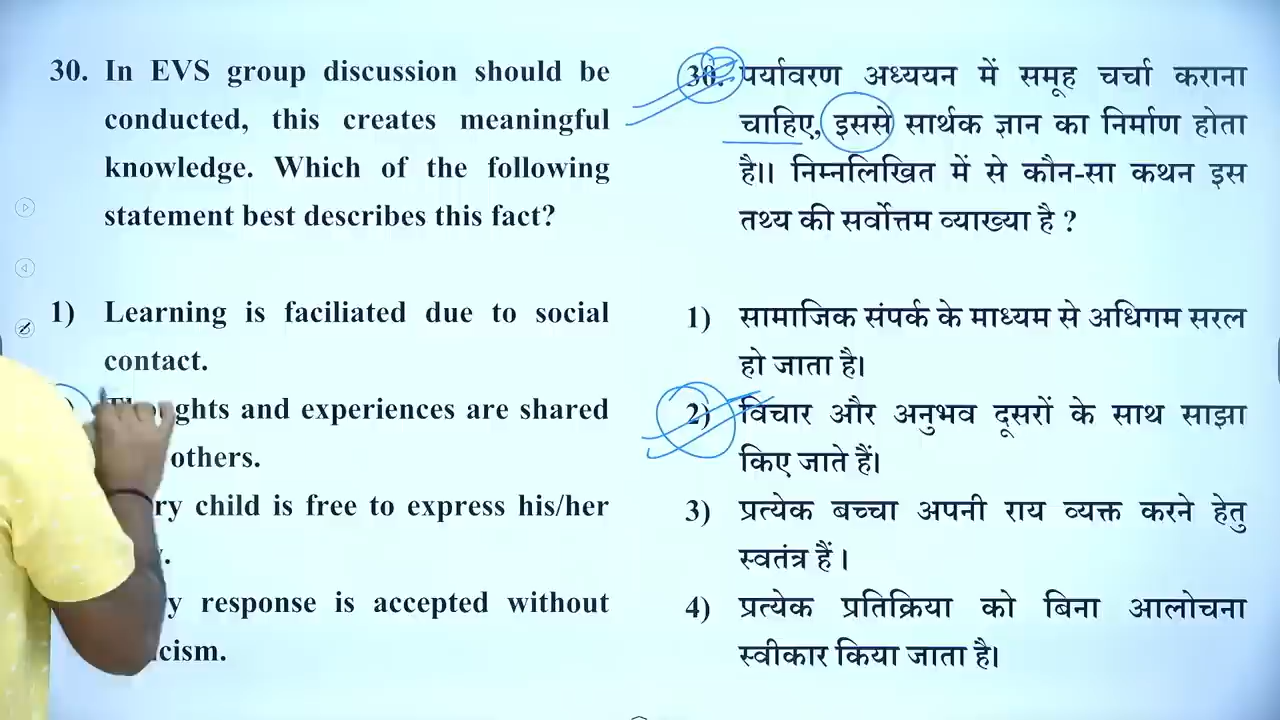 30. In EVS group discussion should be
conducted, this creates meaningful
knowledge. Which of the following
statement best describes this fact?
1) Learning is faciliated due to social
contact.
and experiences are shared
others.
child is free to express his/her
response is accepted without
30. पर्यावरण अध्ययन में समूह चर्चा कराना
चाहिए, इससे सार्थक ज्ञान का निर्माण होता
है।। निम्नलिखित में से कौन-सा कथन इस
तथ्य की सर्वोत्तम व्याख्या है ?
1) सामाजिक संपर्क के माध्यम से अधिगम सरल
हो जाता है।
2) विचार और अनुभव दूसरों के साथ साझा
किए जाते हैं।
3) प्रत्येक बच्चा अपनी राय व्यक्त करने हेतु
स्वतंत्र हैं ।
4) प्रत्येक प्रतिक्रिया को बिना आलोचना
स्वीकार किया जाता है।